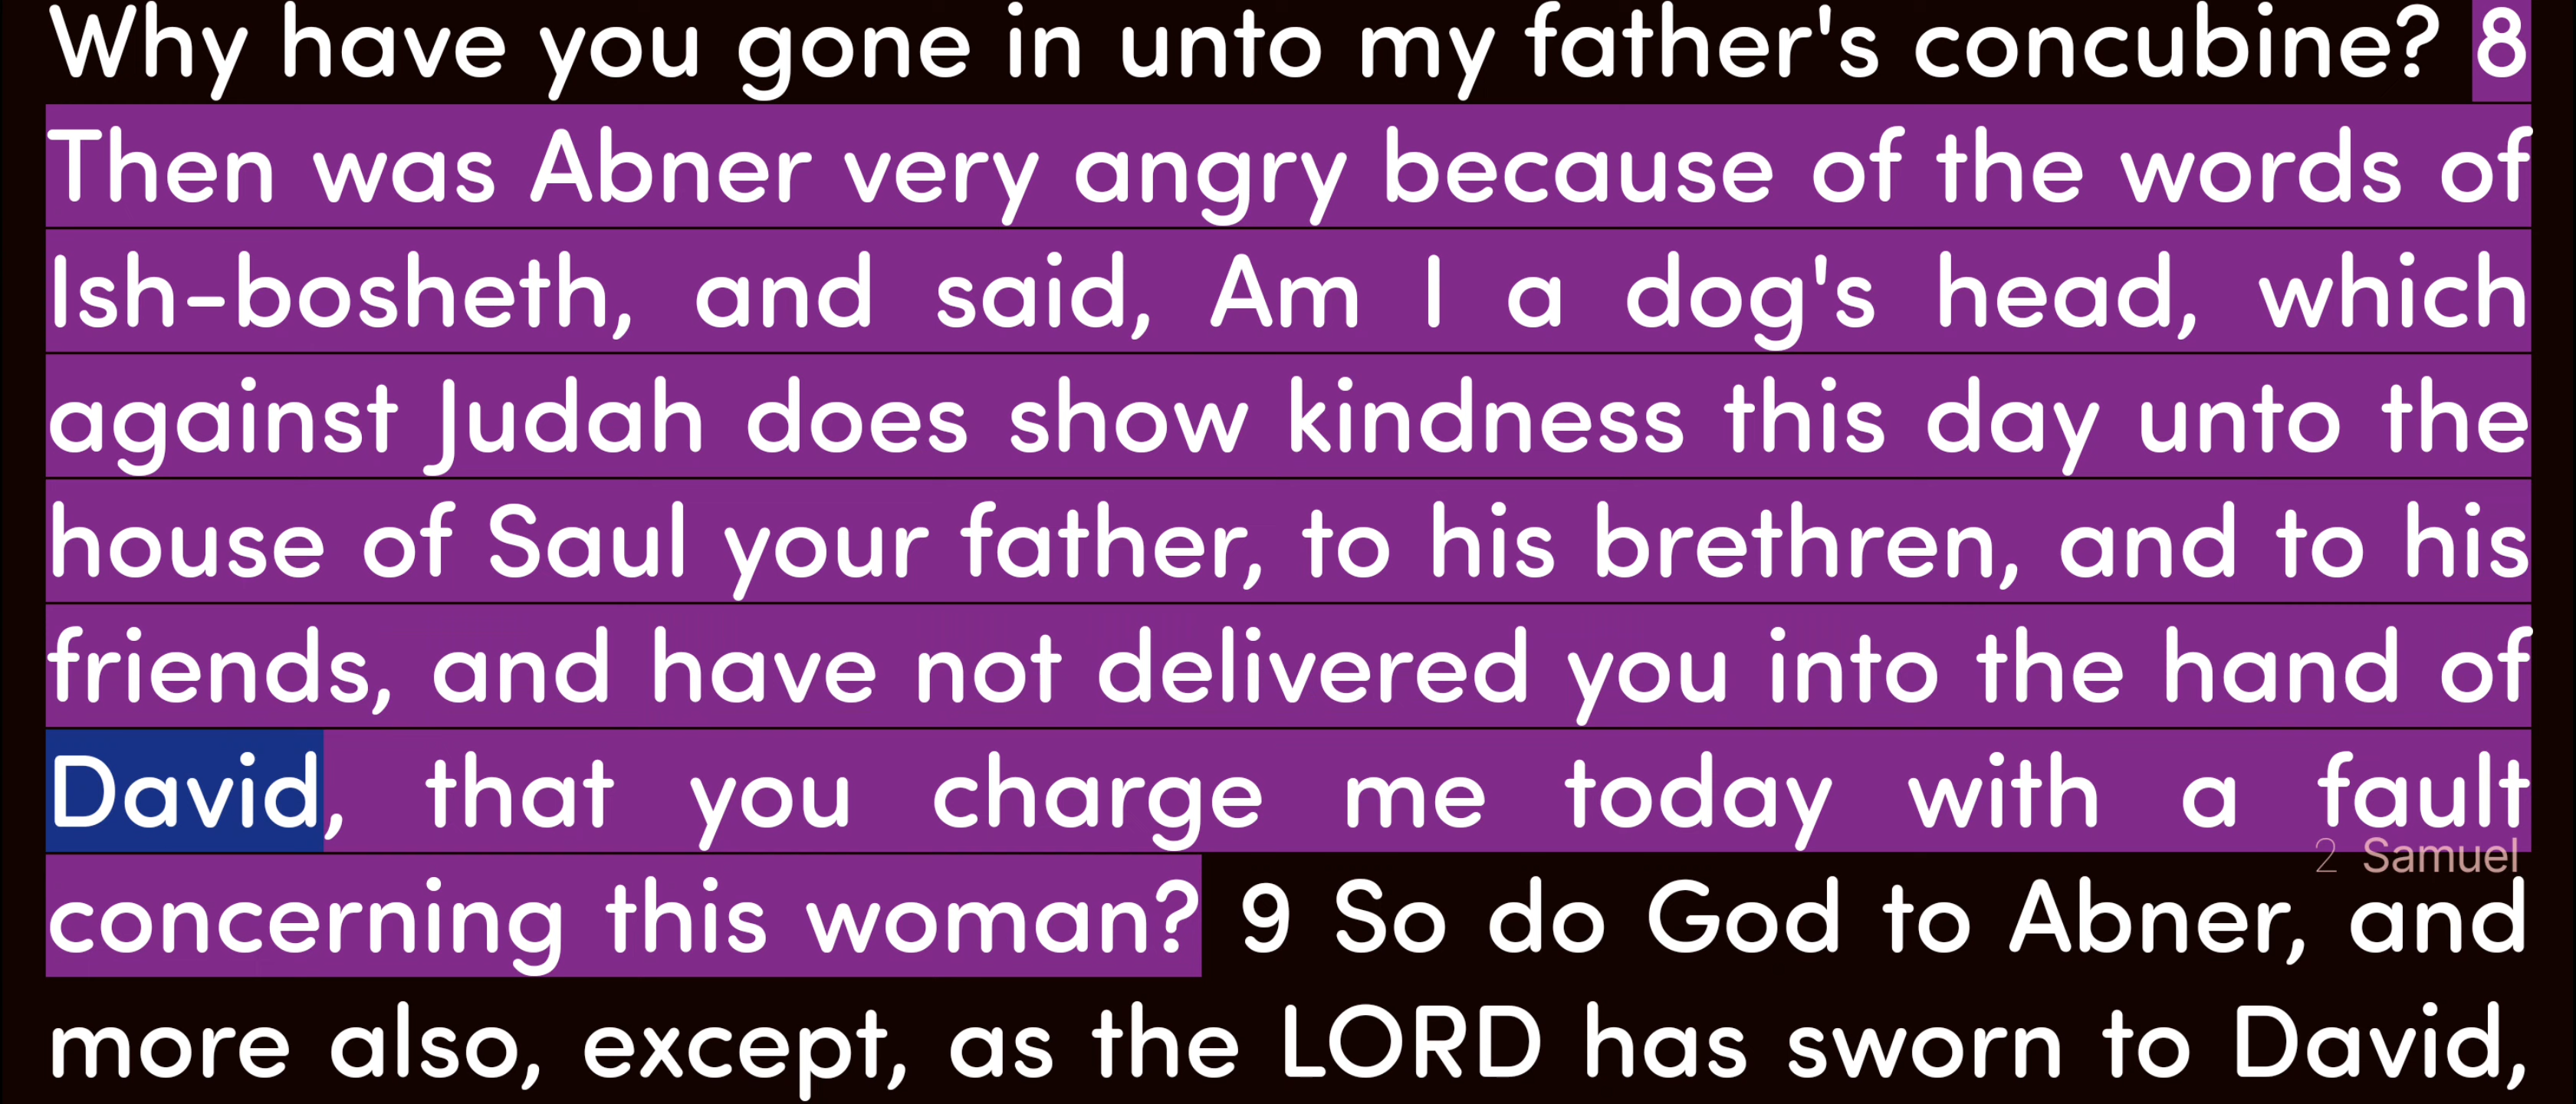 Why have you gone in unto my father's concubine? 8
Then was Abner very angry because of the words of
Ish-bosheth, and said, Am I a dog's head, which
against Judah does show kindness this day unto the
house of Saul your father, to his brethren, and to his
friends, and have not delivered you into the hand of
David, that you charge me today with a fault
2 Samuel
concerning this woman? 9 So do God to Abner, and
more also, except, as the LORD has sworn to David,